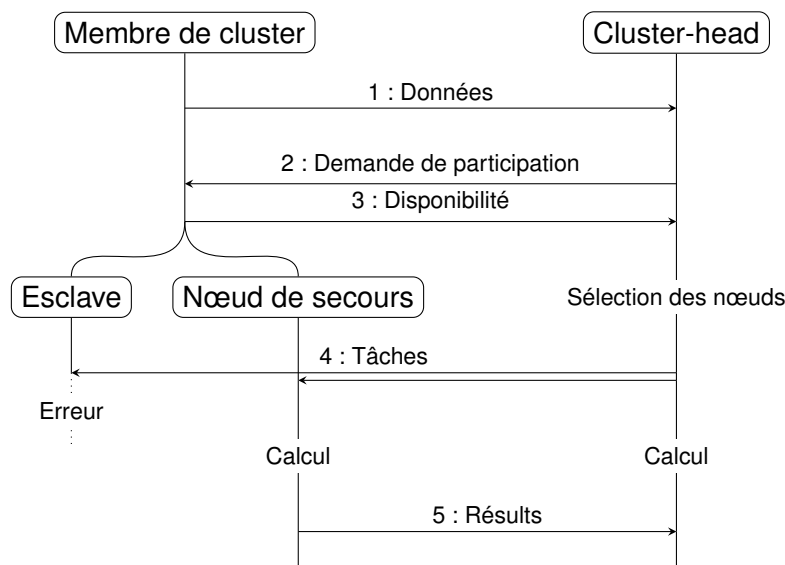 Membre de cluster
Cluster-head
1 : Données
2 : Demande de participation
3 : Disponibilité
Esclave
Nœud de secours
Sélection des nœuds
4 : Tâches
Erreur
Calcul
Calcul
5 : Résults